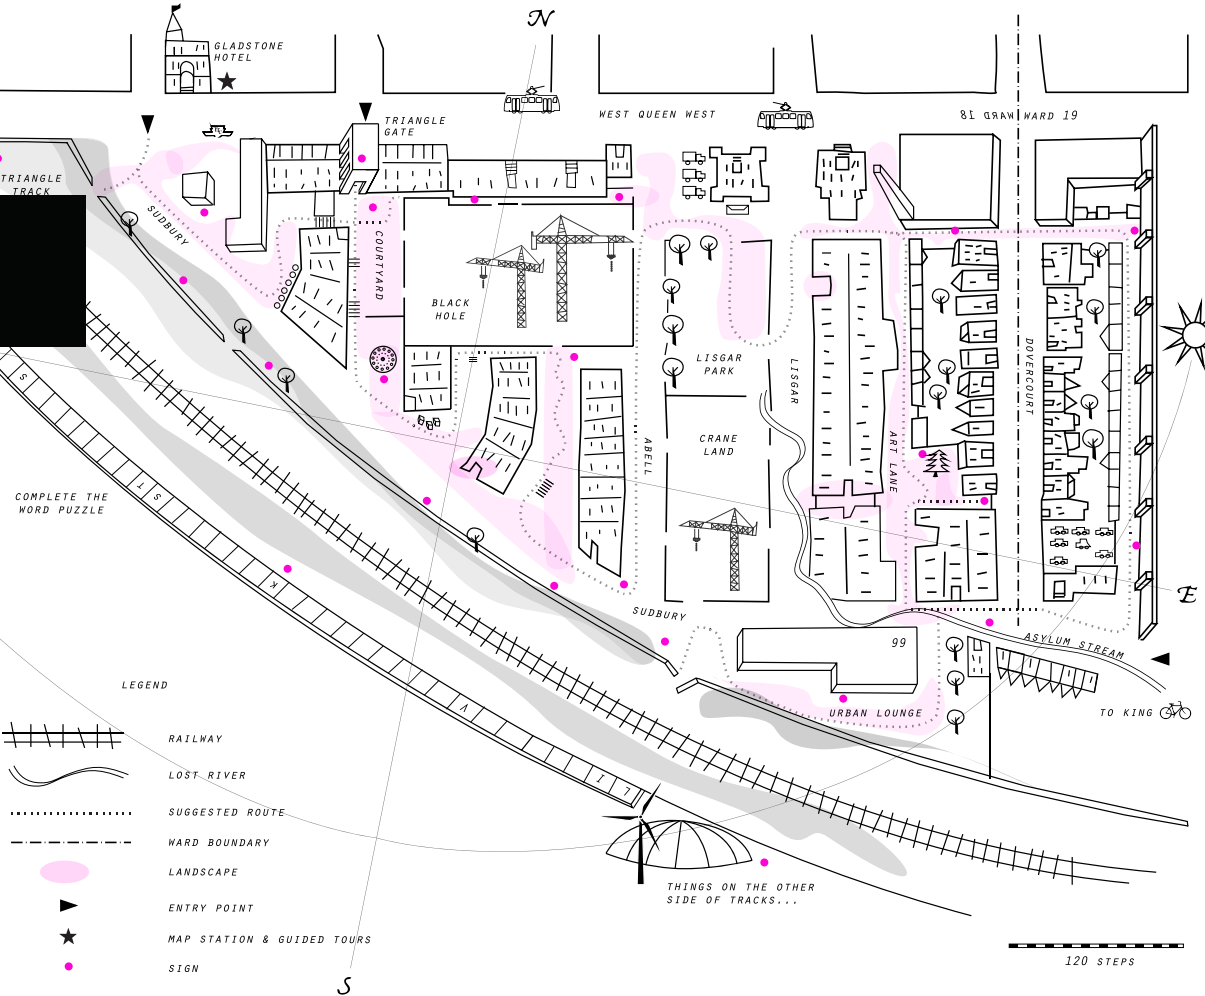 N
GLADSTONE
HOTEL
TRIANGLE
GATE
WEST QUEEN WEST
WARD 18
WARD 19
TRIANGLE
TRACK
SUDBURY
COURTYARD
BLACK
HOLE
LISGAR
PARK
LISGAR
DOVERCOURT
CRANE
LAND
ABELL
ART LANE
S
T S
K
V
I
L
COMPLETE THE
WORD PUZZLE
E
SUDBURY
99
ASYLUM STREAM
URBAN LOUNGE
TO KING
LEGEND
RAILWAY
LOST RIVER
SUGGESTED ROUTE
WARD BOUNDARY
LANDSCAPE
ENTRY POINT
MAP STATION & GUIDED TOURS
SIGN
THINGS ON THE OTHER
SIDE OF TRACKS...
120 STEPS
S